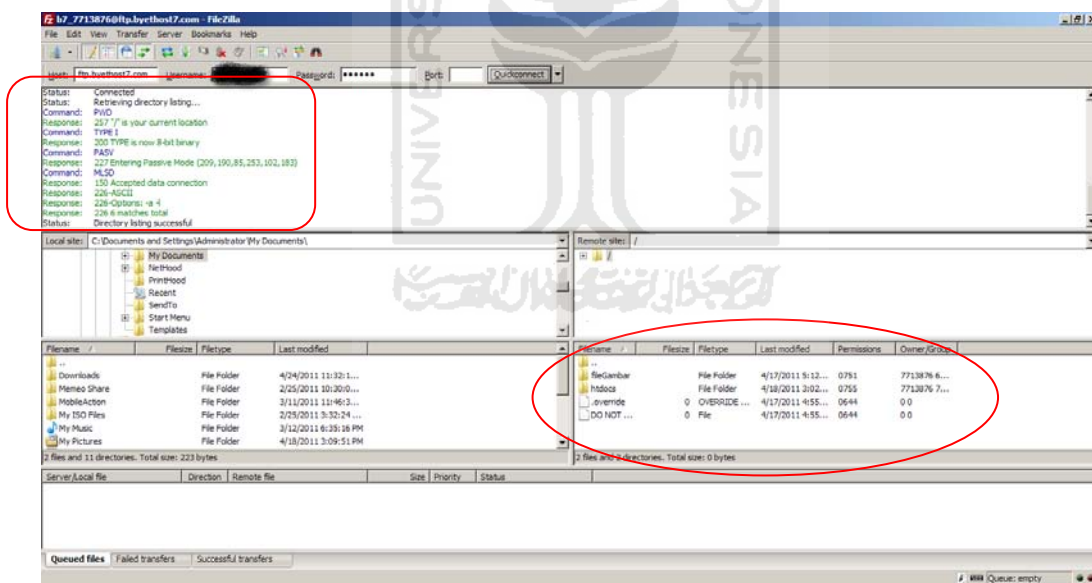 b7_7713876@ftp.byethost7.com - FileZilla
File Edit View Transfer Server Bookmarks Help
Host: ftp.byethost7.com Username: Password: ●●●●●● Port: Quickconnect
Status: Connected
Status: Retrieving directory listing...
Command: PWD
Response: 257 "/" is your current location
Command: TYPE I
Response: 200 TYPE is now 8-bit binary
Command: PASV
Response: 227 Entering Passive Mode (209,190,85,253,102,183)
Command: MLSD
Response: 150 Accepted data connection
Response: 226-ASCII
Response: 226-Options: -a -l
Response: 226 6 matches total
Status: Directory listing successful
Local site: C:\Documents and Settings\Administrator\My Documents\
My Documents
NetHood
PrintHood
Recent
SendTo
Start Menu
Templates
Remote site: /
/
Filename Filesize Filetype Last modified
..
Downloads File Folder 4/24/2011 11:32:1...
Memeo Share File Folder 2/25/2011 10:30:0...
MobileAction File Folder 3/11/2011 11:46:3...
My ISO Files File Folder 2/25/2011 3:32:24 ...
My Music File Folder 3/12/2011 6:35:16 PM
My Pictures File Folder 4/18/2011 3:09:51 PM
2 files and 11 directories. Total size: 223 bytes
Filename Filesize Filetype Last modified Permissions Owner/Group
..
fileGambar File Folder 4/17/2011 5:12... 0751 7713876 6...
htdocs File Folder 4/18/2011 3:02... 0755 7713876 7...
.override 0 OVERRIDE ... 4/17/2011 4:55... 0644 0 0
DO NOT ... 0 File 4/17/2011 4:55... 0644 0 0
2 files and 2 directories. Total size: 0 bytes
Server/Local file Direction Remote file Size Priority Status
Queued files Failed transfers Successful transfers
Queue: empty